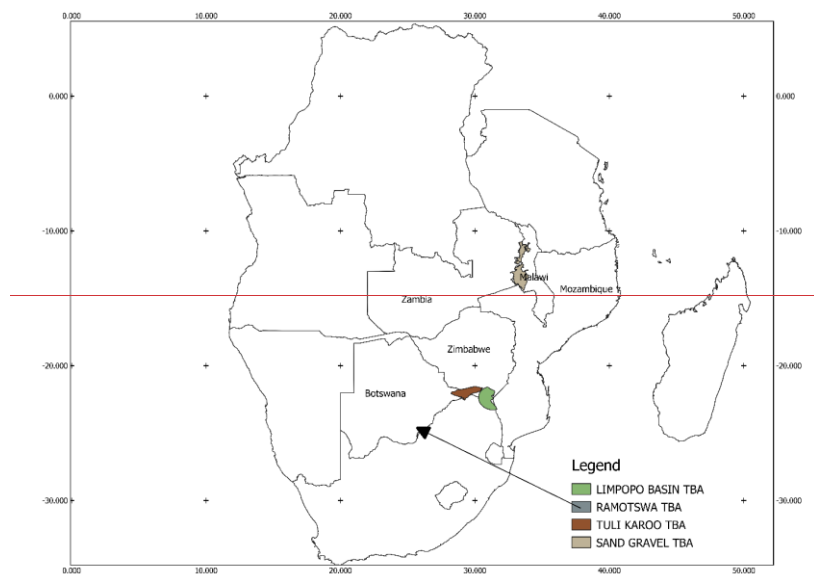 0.000 10.000 20.000 30.000 40.000 50.000
0.000 0.000
-10.000 -10.000
Malawi
Mozambique
Zambia
Zimbabwe
-20.000 -20.000
Botswana
Legend
LIMPOPO BASIN TBA
-30.000 RAMOTSWA TBA -30.000
TULI KAROO TBA
SAND GRAVEL TBA
0.000 10.000 20.000 30.000 40.000 50.000